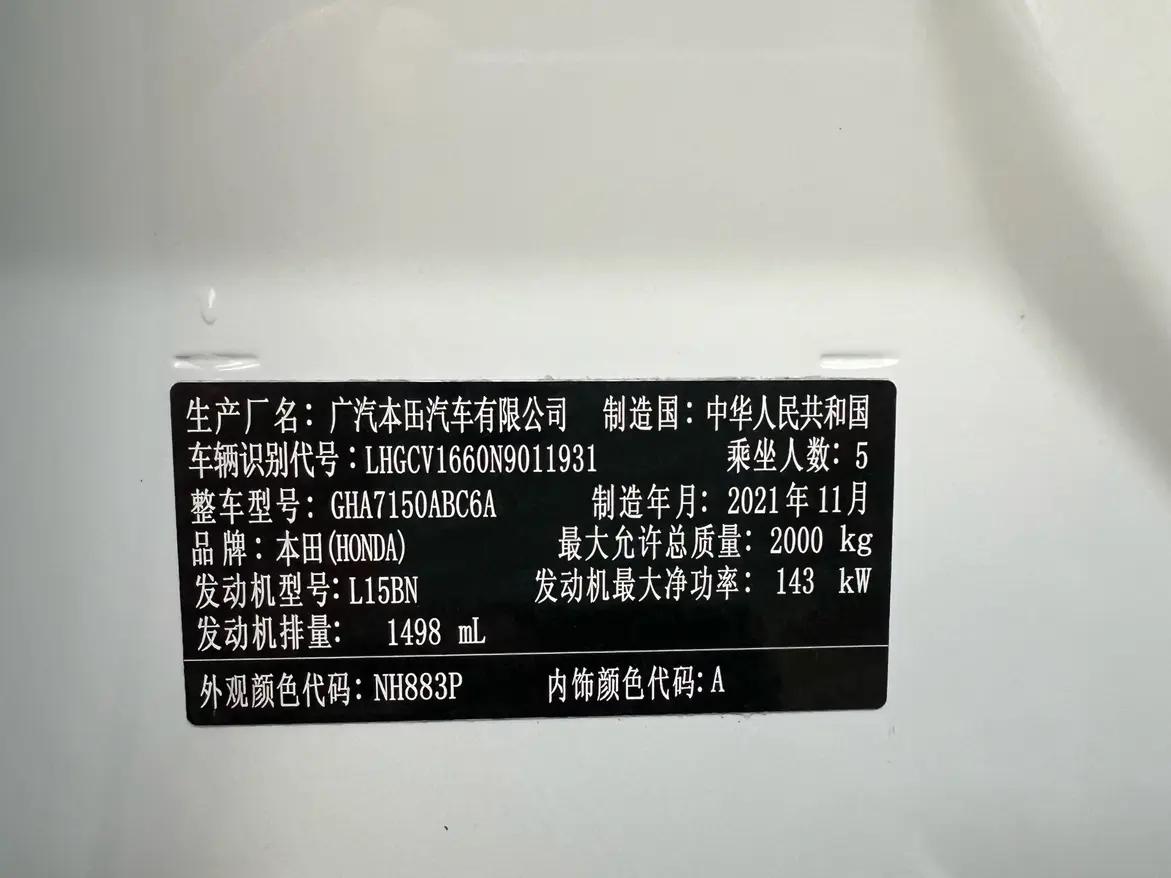 生产厂名：广汽本田汽车有限公司 制造国：中华人民共和国
车辆识别代号：LHGCV1660N9011931 乘坐人数：5
整车型号：GHA7150ABC6A 制造年月：2021年11月
品牌：本田(HONDA) 最大允许总质量：2000 kg
发动机型号：L15BN 发动机最大净功率：143 kW
发动机排量：1498 mL
外观颜色代码：NH883P 内饰颜色代码：A